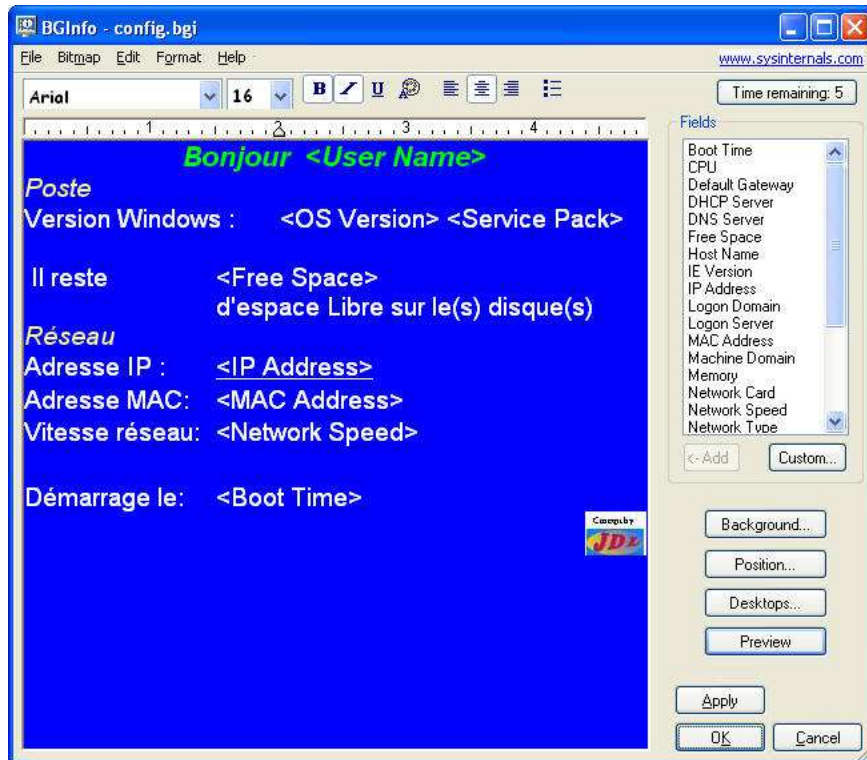 BGInfo - config.bgi
File Bitmap Edit Format Help
www.sysinternals.com
Arial 16 B I U
Time remaining: 5
1 2 3 4
Bonjour <User Name>
Poste
Version Windows : <OS Version> <Service Pack>
Il reste <Free Space>
d'espace Libre sur le(s) disque(s)
Réseau
Adresse IP : <IP Address>
Adresse MAC: <MAC Address>
Vitesse réseau: <Network Speed>
Démarrage le: <Boot Time>
JDz
Fields
Boot Time
CPU
Default Gateway
DHCP Server
DNS Server
Free Space
Host Name
IE Version
IP Address
Logon Domain
Logon Server
MAC Address
Machine Domain
Memory
Network Card
Network Speed
Network Type
<- Add Custom...
Background...
Position...
Desktops...
Preview
Apply
OK Cancel